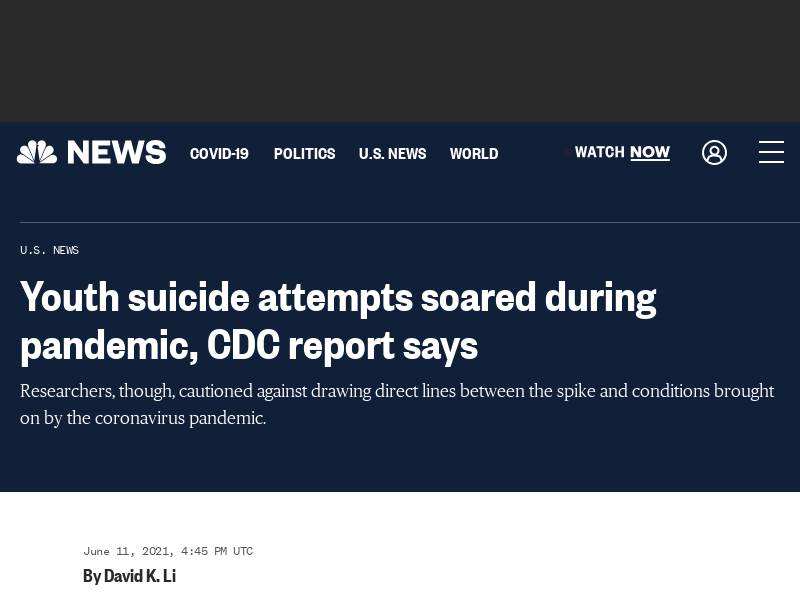 NEWS COVID-19 POLITICS U.S. NEWS WORLD WATCH NOW
U.S. NEWS
Youth suicide attempts soared during
pandemic, CDC report says
Researchers, though, cautioned against drawing direct lines between the spike and conditions brought
on by the coronavirus pandemic.
June 11, 2021, 4:45 PM UTC
By David K. Li